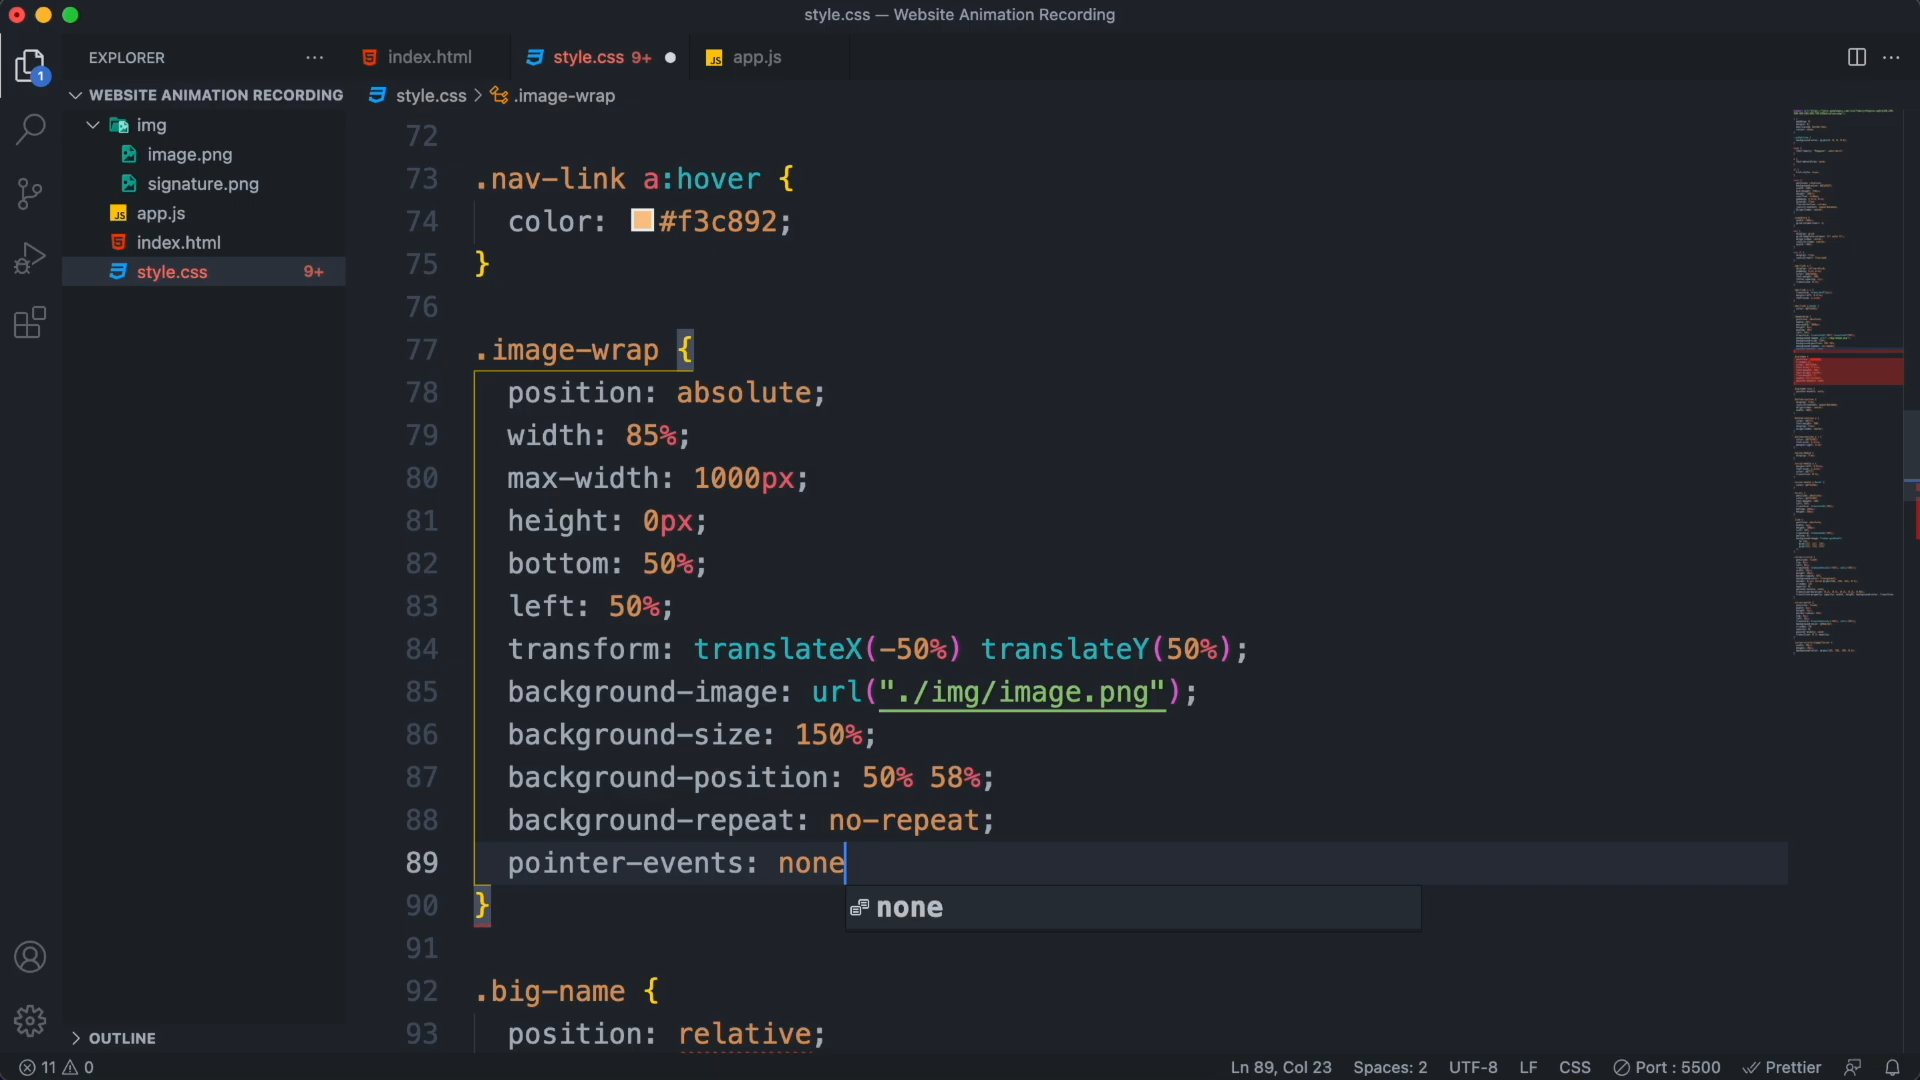 style.css — Website Animation Recording
EXPLORER
index.html
style.css 9+
app.js
1
WEBSITE ANIMATION RECORDING
style.css > .image-wrap
img
image.png
signature.png
app.js
index.html
style.css 9+
72
73 .nav-link a:hover {
74 color: #f3c892;
75 }
76
77 .image-wrap {
78 position: absolute;
79 width: 85%;
80 max-width: 1000px;
81 height: 0px;
82 bottom: 50%;
83 left: 50%;
84 transform: translateX(-50%) translateY(50%);
85 background-image: url("./img/image.png");
86 background-size: 150%;
87 background-position: 50% 58%;
88 background-repeat: no-repeat;
89 pointer-events: none
90 }
none
91
92 .big-name {
93 position: relative;
OUTLINE
11 0
Ln 89, Col 23 Spaces: 2 UTF-8 LF CSS Port : 5500 Prettier